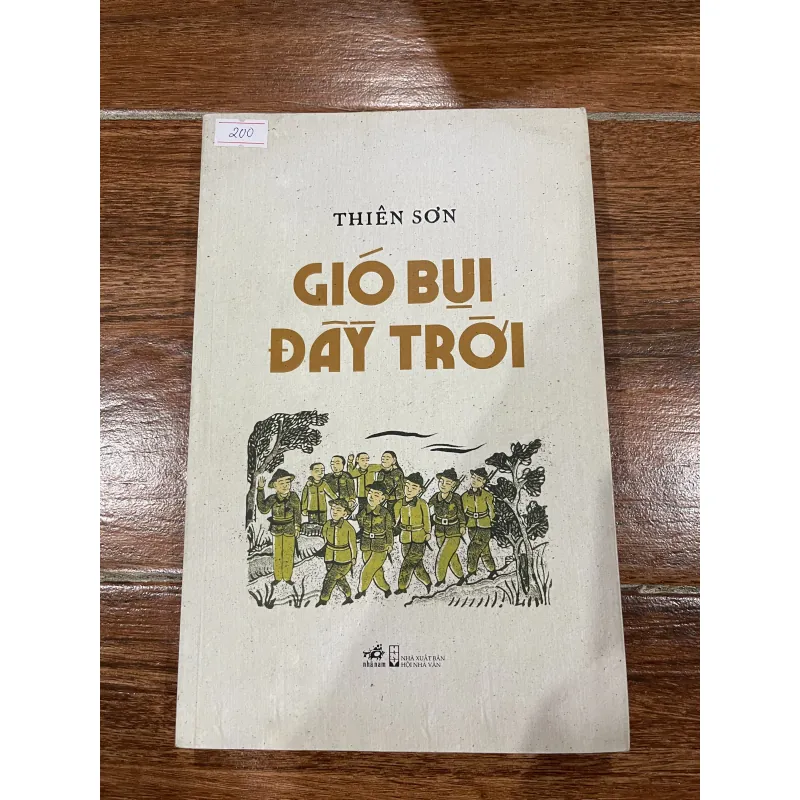 200
THIÊN SƠN
GIÓ BỤI
ĐẦY TRỜI
nhã nam
NHÀ XUẤT BẢN
HỘI NHÀ VĂN